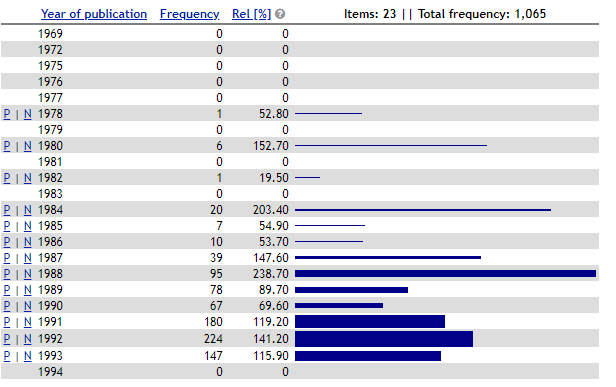 Year of publication Frequency Rel [%] ? Items: 23 || Total frequency: 1,065
1969 0 0
1972 0 0
1975 0 0
1976 0 0
1977 0 0
P | N 1978 1 52.80
1979 0 0
P | N 1980 6 152.70
1981 0 0
P | N 1982 1 19.50
1983 0 0
P | N 1984 20 203.40
P | N 1985 7 54.90
P | N 1986 10 53.70
P | N 1987 39 147.60
P | N 1988 95 238.70
P | N 1989 78 89.70
P | N 1990 67 69.60
P | N 1991 180 119.20
P | N 1992 224 141.20
P | N 1993 147 115.90
1994 0 0